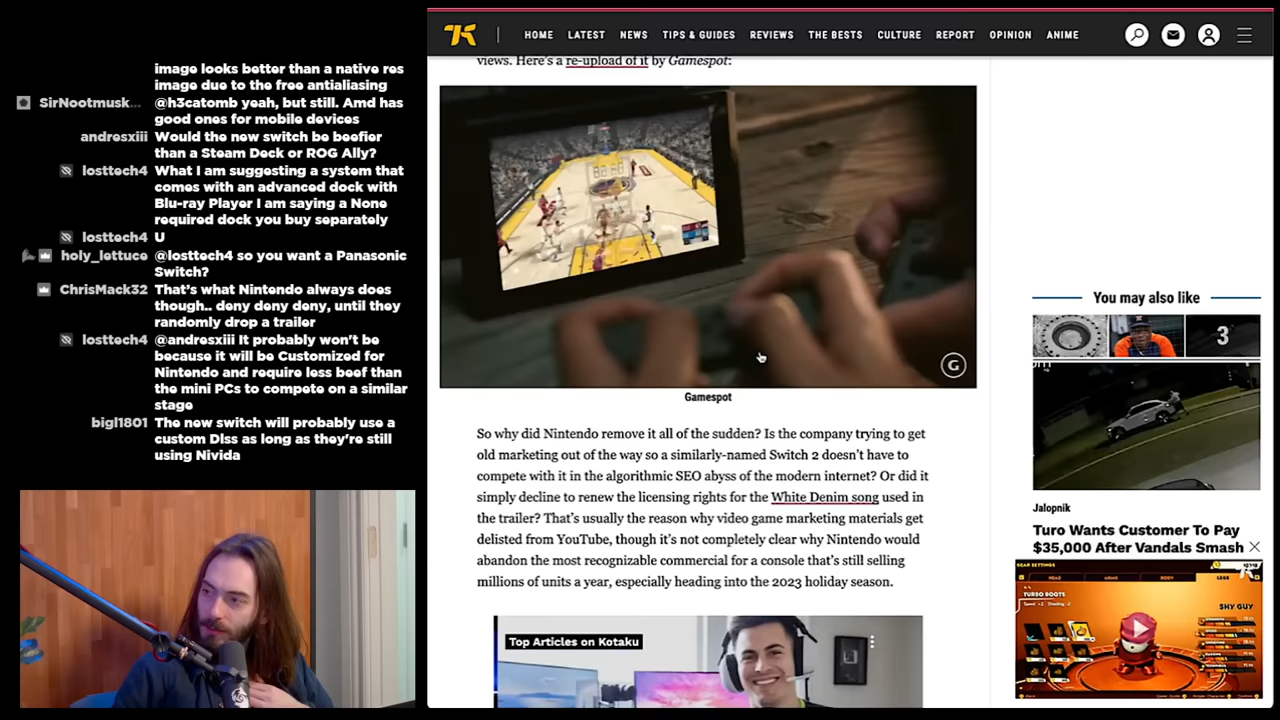 image looks better than a native res
image due to the free antialiasing
SirNootmusk... @h3catomb yeah, but still. Amd has
good ones for mobile devices
andresxiii Would the new switch be beefier
than a Steam Deck or ROG Ally?
losttech4 What I am suggesting a system that
comes with an advanced dock with
Blu-ray Player I am saying a None
required dock you buy separately
losttech4 U
holy_lettuce @losttech4 so you want a Panasonic
Switch?
ChrisMack32 That's what Nintendo always does
though.. deny deny deny, until they
randomly drop a trailer
losttech4 @andresxiii It probably won't be
because it will be Customized for
Nintendo and require less beef than
the mini PCs to compete on a similar
stage
bigl1801 The new switch will probably use a
custom Dlss as long as they're still
using Nivida
HOME LATEST NEWS TIPS & GUIDES REVIEWS THE BESTS CULTURE REPORT OPINION ANIME
views. Here's a re-upload of it by Gamespot:
G
Gamespot
So why did Nintendo remove it all of the sudden? Is the company trying to get
old marketing out of the way so a similarly-named Switch 2 doesn't have to
compete with it in the algorithmic SEO abyss of the modern internet? Or did it
simply decline to renew the licensing rights for the White Denim song used in
the trailer? That's usually the reason why video game marketing materials get
delisted from YouTube, though it's not completely clear why Nintendo would
abandon the most recognizable commercial for a console that's still selling
millions of units a year, especially heading into the 2023 holiday season.
Top Articles on Kotaku
You may also like
3
Jalopnik
Turo Wants Customer To Pay
$35,000 After Vandals Smash
GEAR SETTINGS
HEAD ARMS BODY LEGS
TURBO BOOTS
SHY GUY